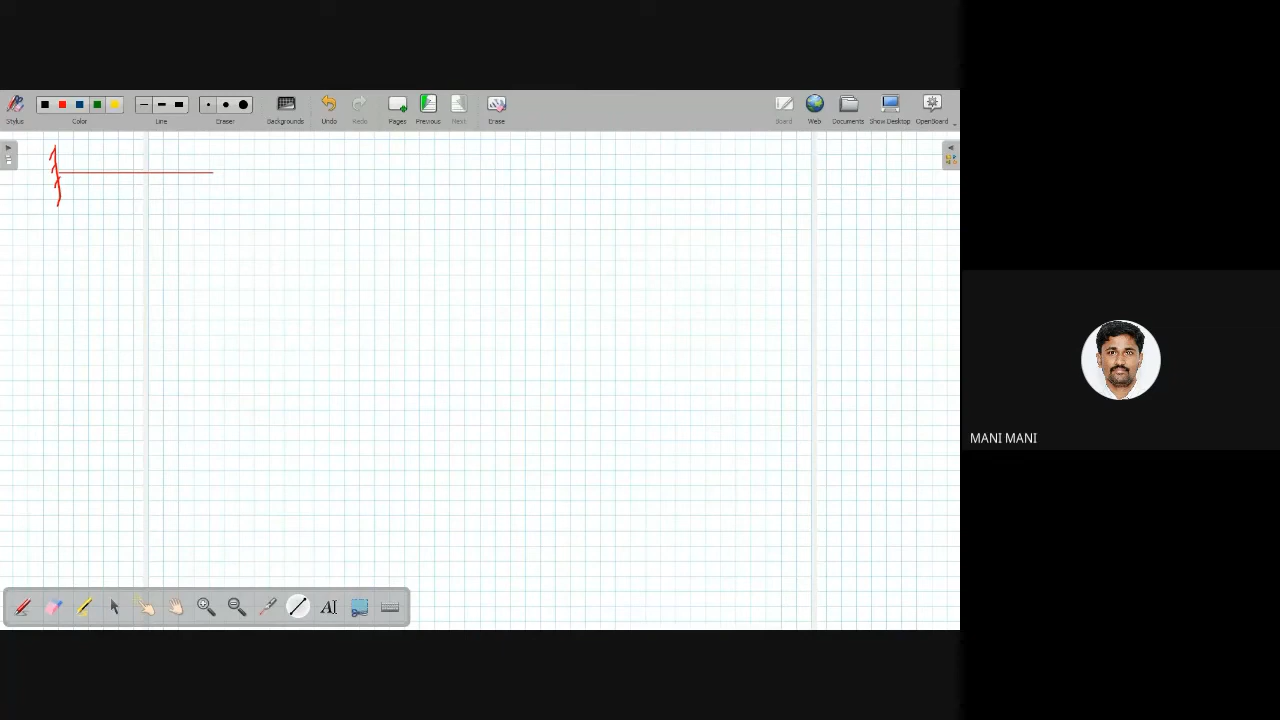 Stylus Color Line Eraser Backgrounds Undo Redo Pages Previous Next Erase Board Web Documents Show Desktop OpenBoard
AI
MANI MANI